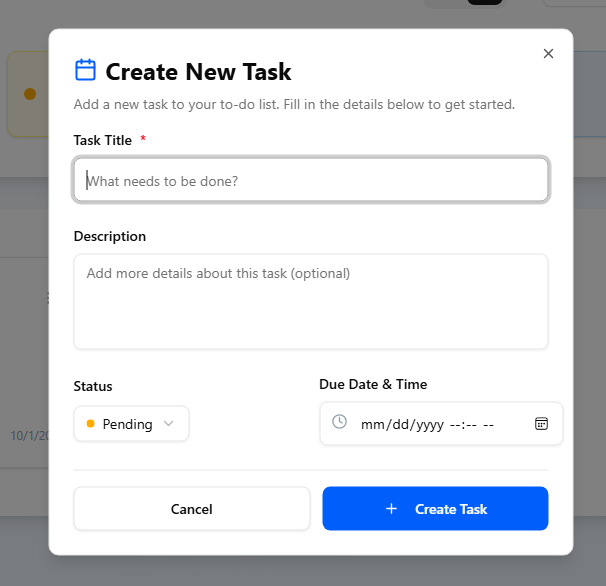 Create New Task
Add a new task to your to-do list. Fill in the details below to get started.
Task Title *
What needs to be done?
Description
Add more details about this task (optional)
Status
Due Date & Time
Pending
mm/dd/yyyy --:-- --
10/1/20
Cancel
+ Create Task